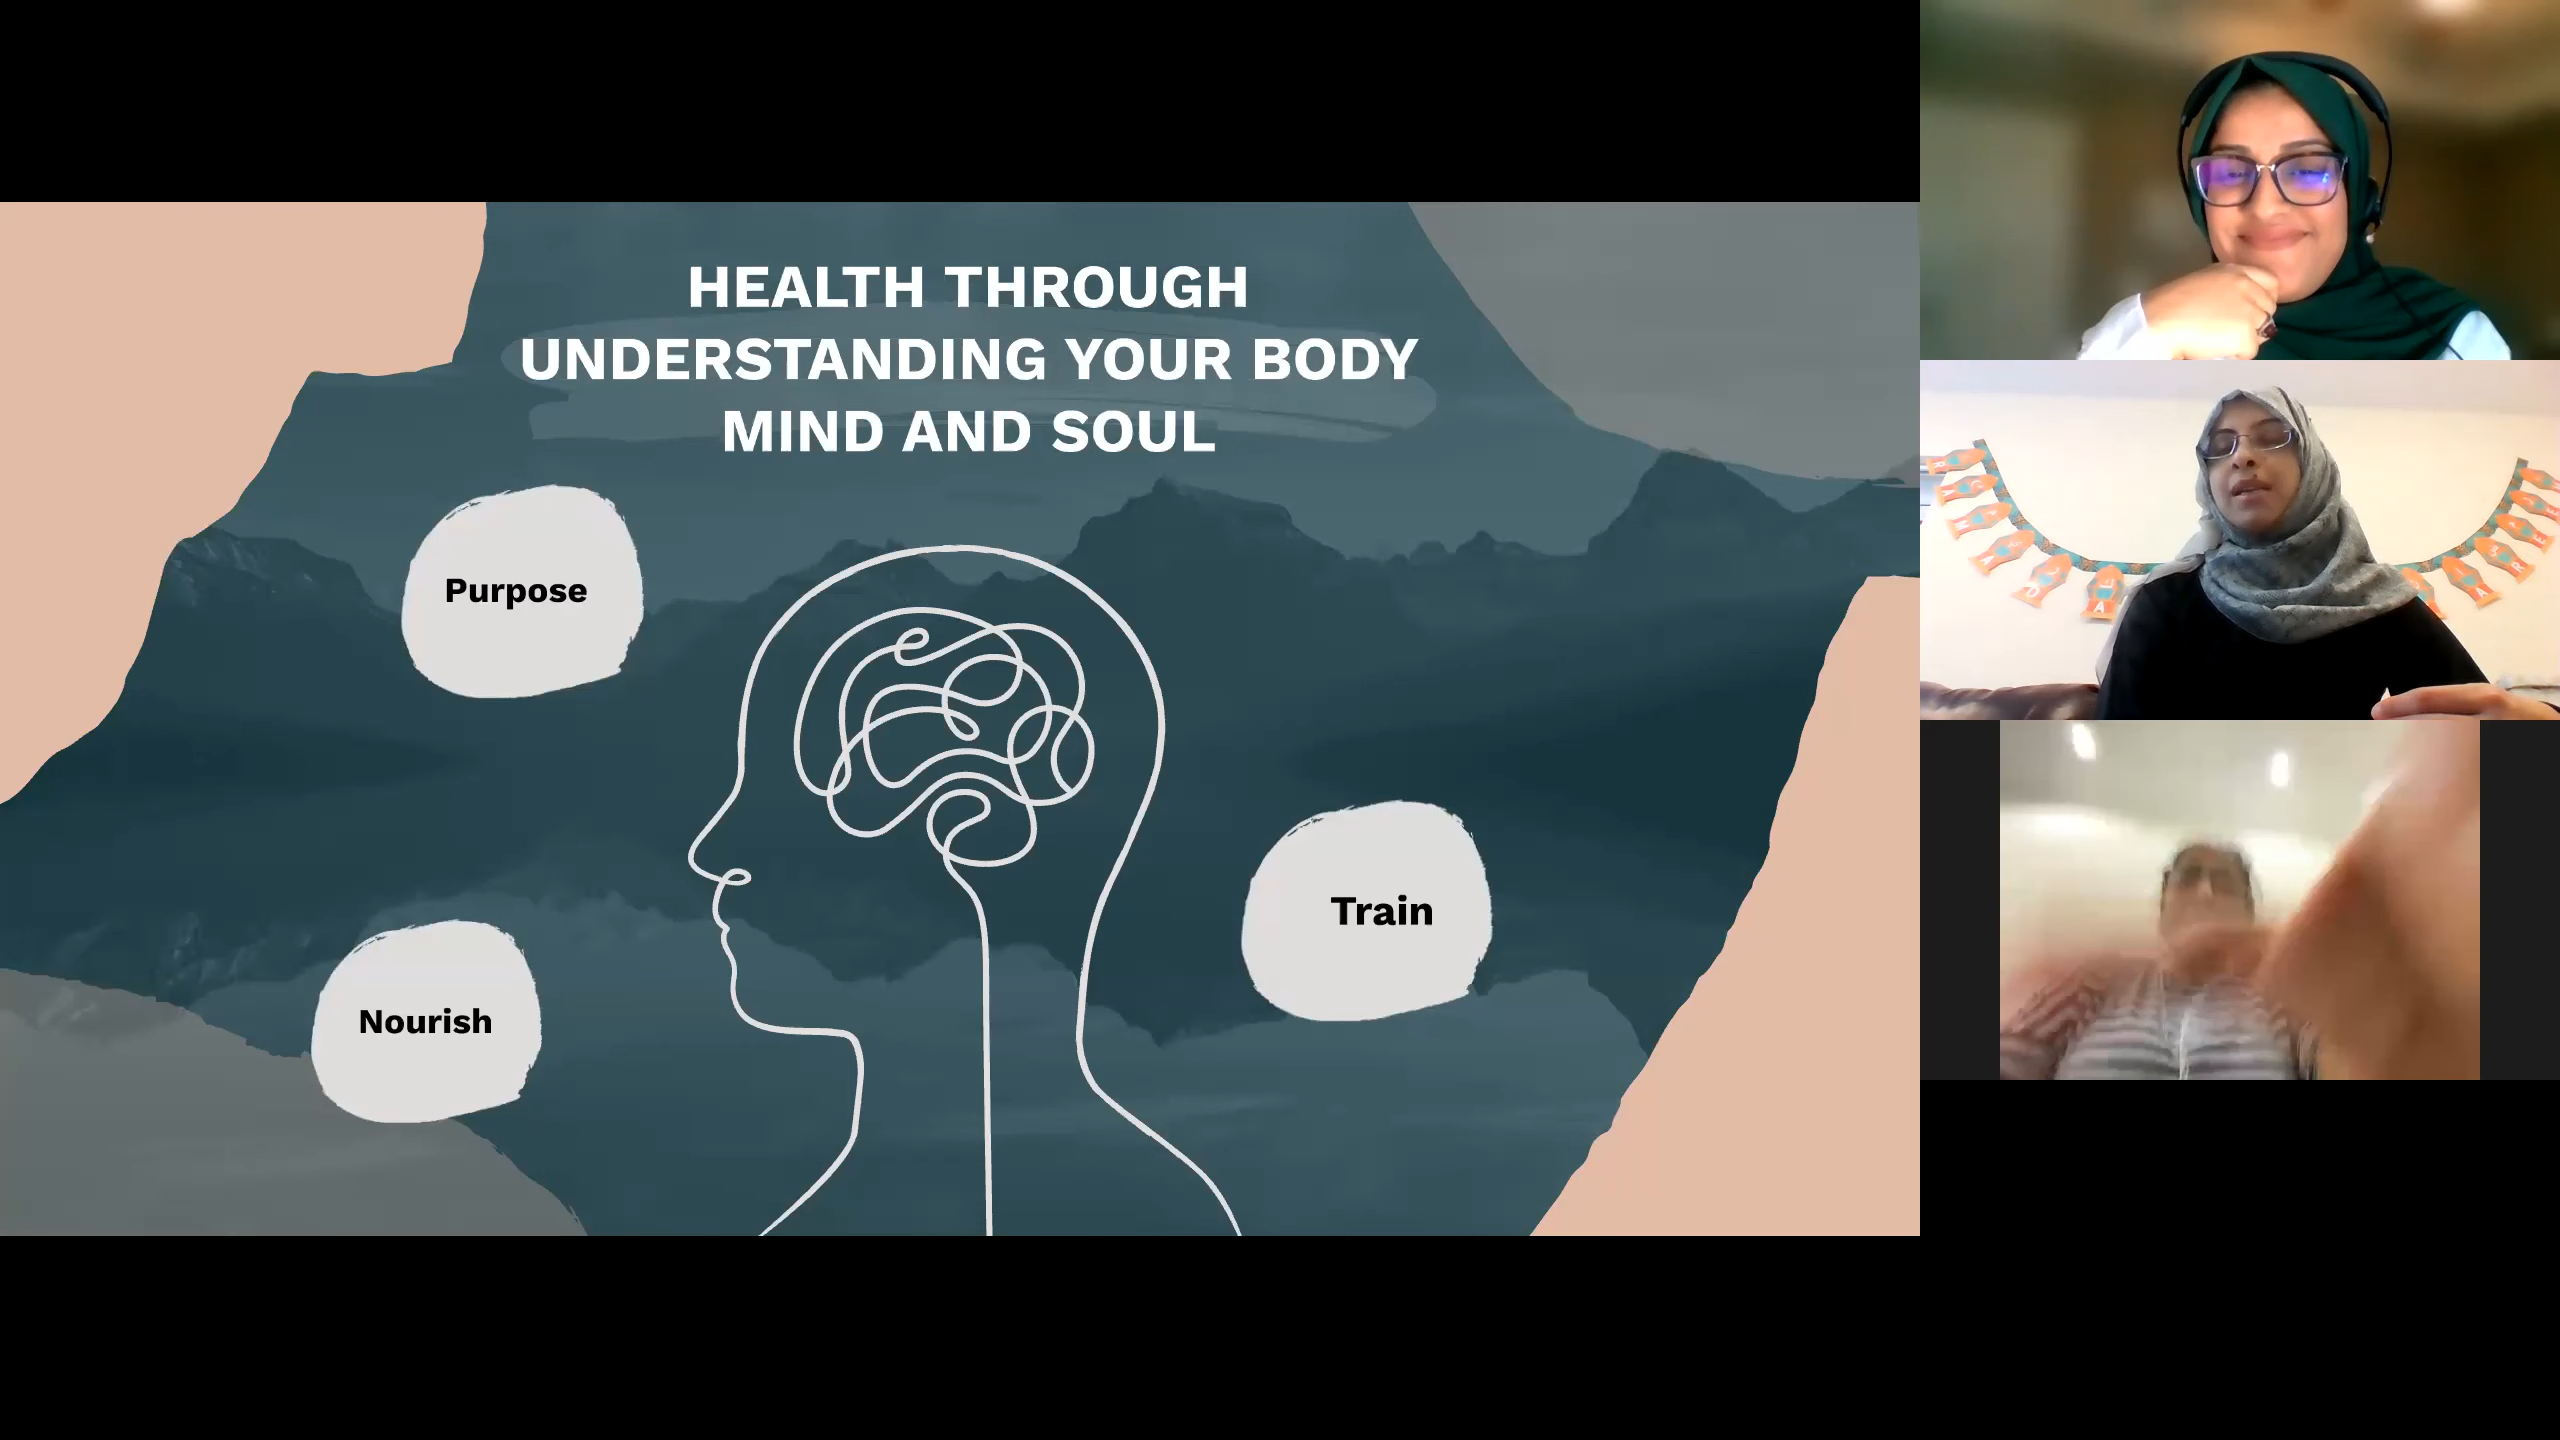 HEALTH THROUGH
UNDERSTANDING YOUR BODY
MIND AND SOUL
Purpose
Train
Nourish